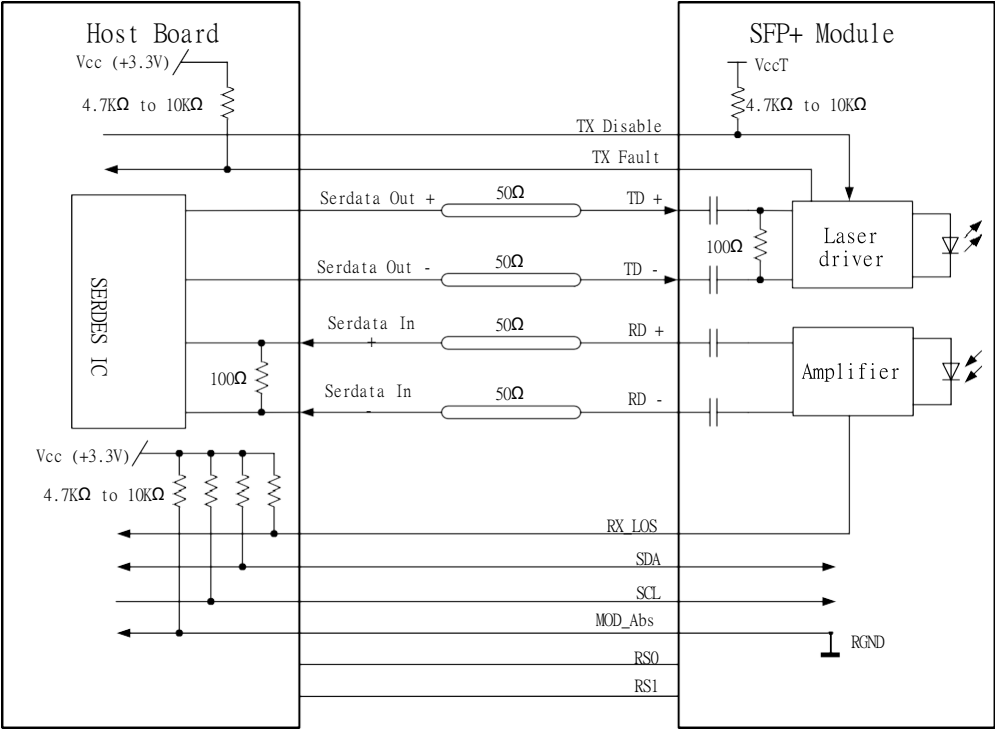 Host Board
SFP+ Module
Vcc (+3.3V)
VccT
4.7KΩ to 10KΩ
4.7KΩ to 10KΩ
TX Disable
TX Fault
Serdata Out +
50Ω
TD +
100Ω
Laser
driver
Serdata Out -
50Ω
TD -
SERDES IC
Serdata In
+
50Ω
RD +
100Ω
Amplifier
Serdata In
-
50Ω
RD -
Vcc (+3.3V)
4.7KΩ to 10KΩ
RX_LOS
SDA
SCL
MOD_Abs
RGND
RS0
RS1